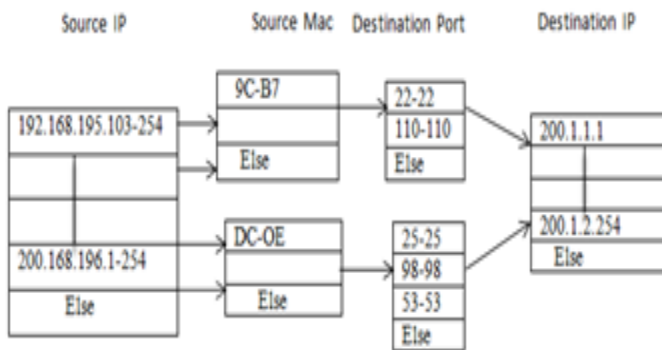 Source IP
Source Mac
Destination Port
Destination IP
192.168.195.103-254
200.168.196.1-254
Else
9C-B7
Else
DC-OE
Else
22-22
110-110
Else
25-25
98-98
53-53
Else
200.1.1.1
200.1.2.254
Else